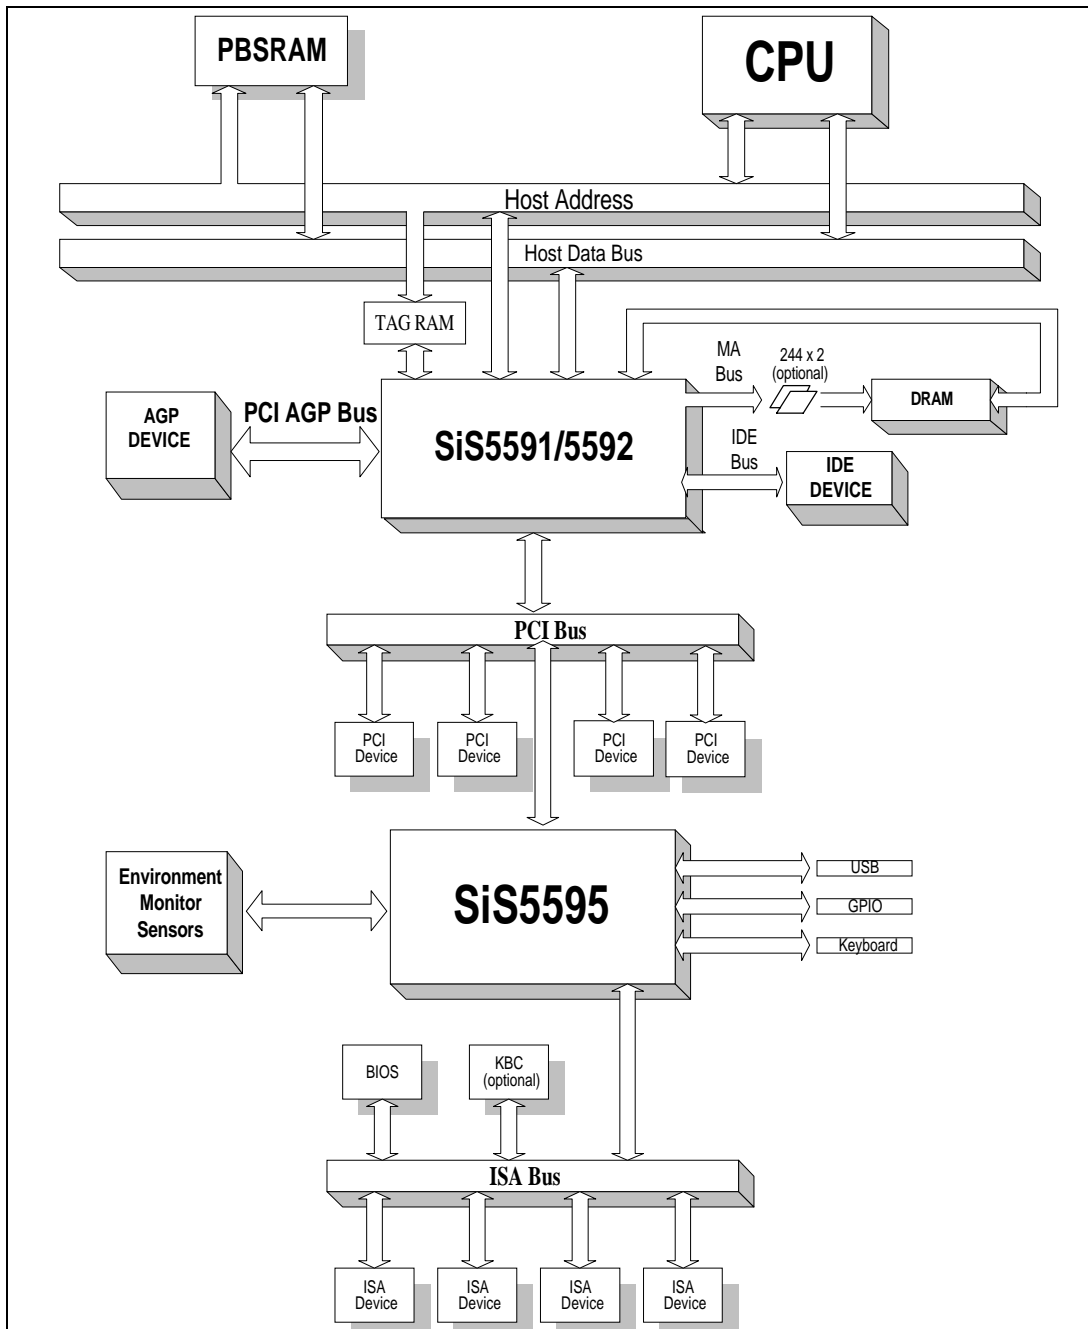 PBSRAM
CPU
Host Address
Host Data Bus
TAG RAM
MA
Bus
244 x 2
(optional)
DRAM
AGP
DEVICE
PCI AGP Bus
SiS5591/5592
IDE
Bus
IDE
DEVICE
PCI Bus
PCI
Device
PCI
Device
PCI
Device
PCI
Device
Environment
Monitor
Sensors
SiS5595
USB
GPIO
Keyboard
BIOS
KBC
(optional)
ISA Bus
ISA
Device
ISA
Device
ISA
Device
ISA
Device